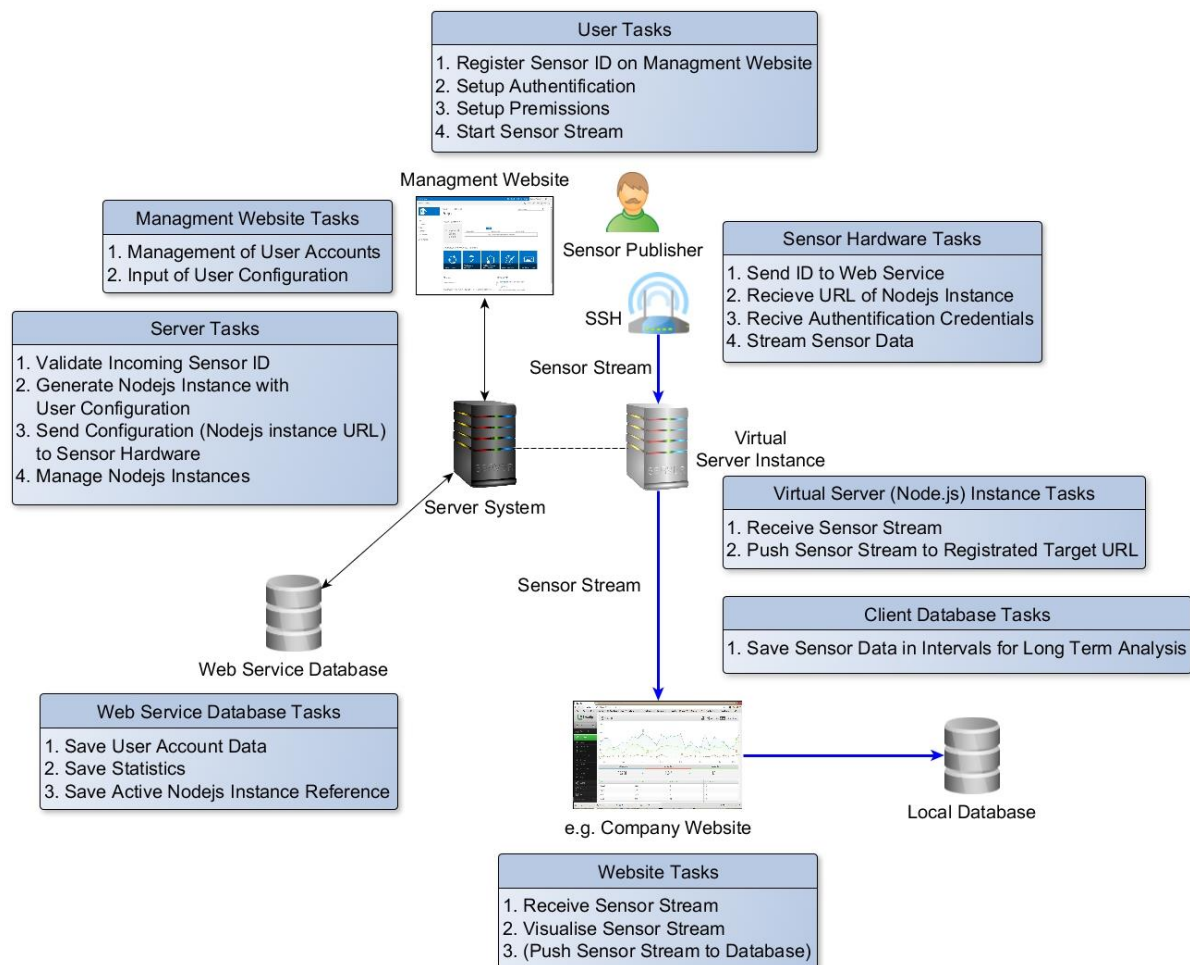 User Tasks
1. Register Sensor ID on Managment Website
2. Setup Authentification
3. Setup Premissions
4. Start Sensor Stream
Managment Website
Sensor Publisher
Managment Website Tasks
1. Management of User Accounts
2. Input of User Configuration
Sensor Hardware Tasks
1. Send ID to Web Service
2. Recieve URL of Nodejs Instance
3. Recive Authentification Credentials
4. Stream Sensor Data
SSH
Sensor Stream
Server Tasks
1. Validate Incoming Sensor ID
2. Generate Nodejs Instance with
User Configuration
3. Send Configuration (Nodejs instance URL)
to Sensor Hardware
4. Manage Nodejs Instances
Server System
Virtual
Server Instance
Virtual Server (Node.js) Instance Tasks
1. Receive Sensor Stream
2. Push Sensor Stream to Registrated Target URL
Sensor Stream
Client Database Tasks
1. Save Sensor Data in Intervals for Long Term Analysis
Web Service Database
Web Service Database Tasks
1. Save User Account Data
2. Save Statistics
3. Save Active Nodejs Instance Reference
e.g. Company Website
Local Database
Website Tasks
1. Receive Sensor Stream
2. Visualise Sensor Stream
3. (Push Sensor Stream to Database)